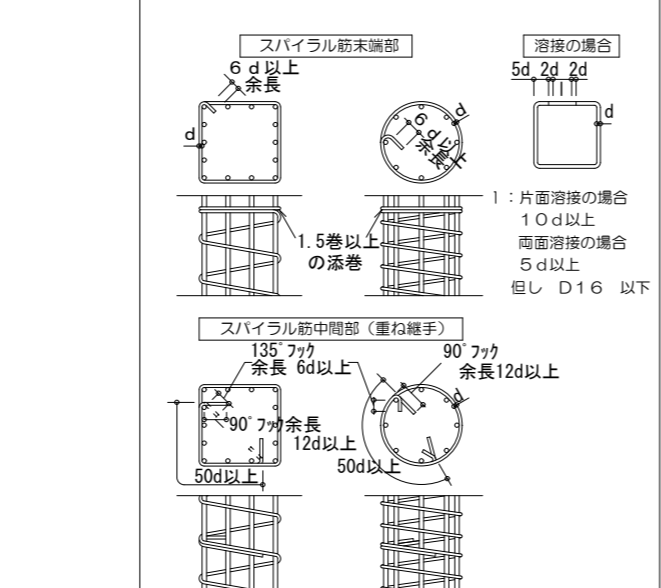 スパイラル筋末端部
6d以上
余長
d
6d以上
余長
d
1.5巻以上
の添巻
溶接の場合
5d 2d 2d
l
d
l：片面溶接の場合
10d以上
両面溶接の場合
5d以上
但し D16 以下
スパイラル筋中間部（重ね継手）
135°フック
余長 6d以上
90°フック
余長12d以上
d
90°フック余長
12d以上
50d以上
50d以上